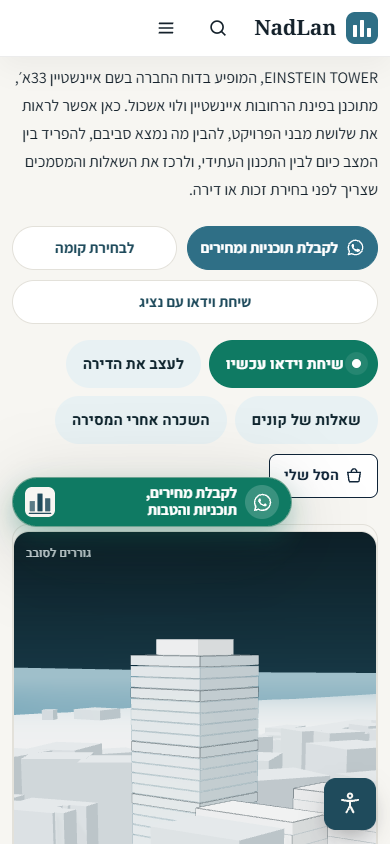 NadLan
EINSTEIN TOWER, המופיע בדוח החברה בשם איינשטיין 33א׳,
מתוכנן בפינת הרחובות איינשטיין ולוי אשכול. כאן אפשר לראות
את שלושת מבני הפרויקט, להבין מה נמצא סביבם, להפריד בין
המצב כיום לבין התכנון העתידי, ולרכז את השאלות והמסמכים
שצריך לפני בחירת זכות או דירה.
לקבלת תוכניות ומחירים
לבחירת קומה
שיחת וידאו עם נציג
שיחת וידאו עכשיו
לעצב את הדירה
שאלות של קונים
השכרה אחרי המסירה
הסל שלי
לקבלת מחירים,
תוכניות והטבות
גוררים לסובב